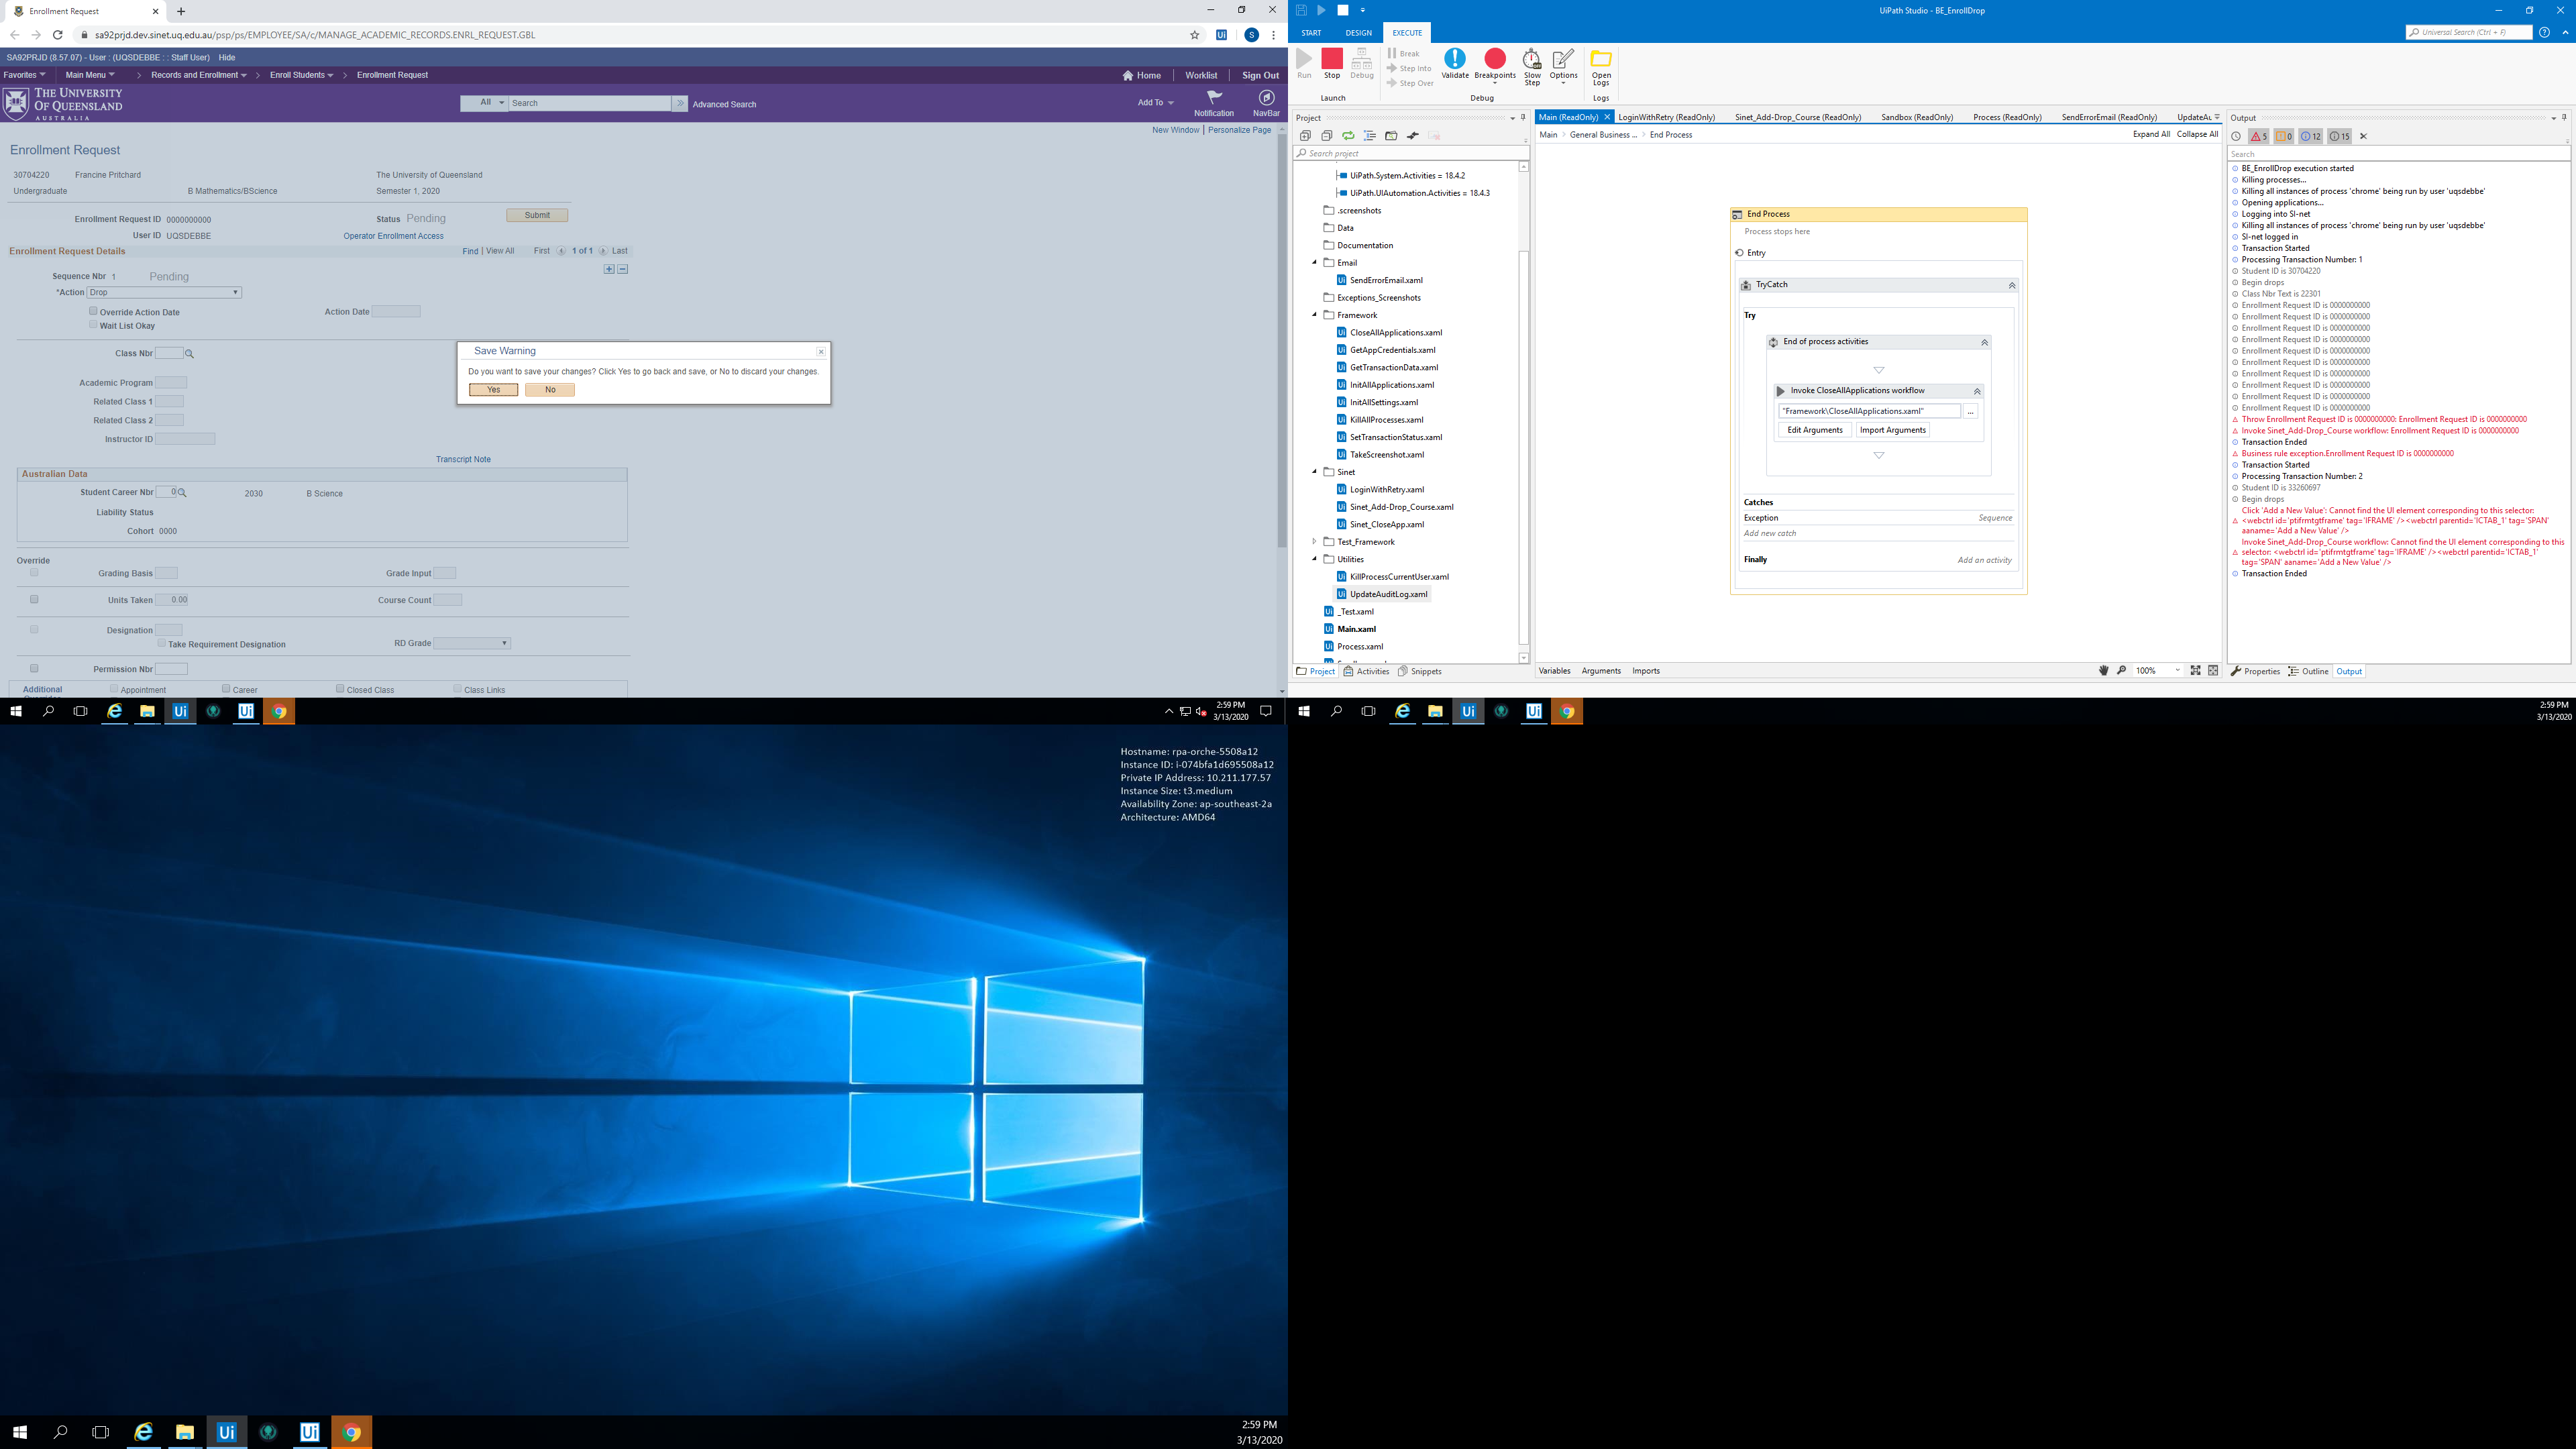 Enrollment Request
sa92prjd.dev.sinet.uq.edu.au/psp/ps/EMPLOYEE/SA/c/MANAGE_ACADEMIC_RECORDS.ENRL_REQUEST.GBL
SA92PRJD (8.57.07) - User : (UQSDEBBE : : Staff User) Hide
Favorites Main Menu Records and Enrollment Enroll Students Enrollment Request Home Worklist Sign Out
THE UNIVERSITY
OF QUEENSLAND
AUSTRALIA
All Search Advanced Search Add To Notification NavBar
New Window | Personalize Page
Enrollment Request
30704220 Francine Pritchard The University of Queensland
Undergraduate B Mathematics/BScience Semester 1, 2020
Enrollment Request ID 0000000000 Status Pending Submit
User ID UQSDEBBE Operator Enrollment Access
Enrollment Request Details Find | View All First 1 of 1 Last
Sequence Nbr 1 Pending
*Action Drop
Override Action Date Action Date
Wait List Okay
Class Nbr
Academic Program
Related Class 1
Related Class 2
Instructor ID
Transcript Note
Australian Data
Student Career Nbr 0 2030 B Science
Liability Status
Cohort 0000
Override
Grading Basis Grade Input
Units Taken 0.00 Course Count
Designation
Take Requirement Designation RD Grade
Permission Nbr
Additional Appointment Career Closed Class Class Links
Save Warning
Do you want to save your changes? Click Yes to go back and save, or No to discard your changes.
Yes No
2:59 PM
3/13/2020
UiPath Studio - BE_EnrollDrop
START DESIGN EXECUTE Universal Search (Ctrl + F)
Run Stop Debug Break Step Into Step Over Validate Breakpoints Slow Step Options Open Logs
Launch Debug Logs
Project
Search project
UiPath.System.Activities = 18.4.2
UiPath.UIAutomation.Activities = 18.4.3
.screenshots
Data
Documentation
Email
SendErrorEmail.xaml
Exceptions_Screenshots
Framework
CloseAllApplications.xaml
GetAppCredentials.xaml
GetTransactionData.xaml
InitAllApplications.xaml
InitAllSettings.xaml
KillAllProcesses.xaml
SetTransactionStatus.xaml
TakeScreenshot.xaml
Sinet
LoginWithRetry.xaml
Sinet_Add-Drop_Course.xaml
Sinet_CloseApp.xaml
Test_Framework
Utilities
KillProcessCurrentUser.xaml
UpdateAuditLog.xaml
_Test.xaml
Main.xaml
Process.xaml
Project Activities Snippets
Main (ReadOnly) LoginWithRetry (ReadOnly) Sinet_Add-Drop_Course (ReadOnly) Sandbox (ReadOnly) Process (ReadOnly) SendErrorEmail (ReadOnly) UpdateAu
Main General Business ... End Process Expand All Collapse All
End Process
Process stops here
Entry
TryCatch
Try
End of process activities
Invoke CloseAllApplications workflow
"Framework\CloseAllApplications.xaml" ...
Edit Arguments Import Arguments
Catches
Exception Sequence
Add new catch
Finally Add an activity
Variables Arguments Imports 100%
Output
5 0 12 15
Search
BE_EnrollDrop execution started
Killing processes...
Killing all instances of process 'chrome' being run by user 'uqsdebbe'
Opening applications...
Logging into SI-net
Killing all instances of process 'chrome' being run by user 'uqsdebbe'
SI-net logged in
Transaction Started
Processing Transaction Number: 1
Student ID is 30704220
Begin drops
Class Nbr Text is 22301
Enrollment Request ID is 0000000000
Enrollment Request ID is 0000000000
Enrollment Request ID is 0000000000
Enrollment Request ID is 0000000000
Enrollment Request ID is 0000000000
Enrollment Request ID is 0000000000
Enrollment Request ID is 0000000000
Enrollment Request ID is 0000000000
Enrollment Request ID is 0000000000
Enrollment Request ID is 0000000000
Throw Enrollment Request ID is 0000000000: Enrollment Request ID is 0000000000
Invoke Sinet_Add-Drop_Course workflow: Enrollment Request ID is 0000000000
Transaction Ended
Business rule exception.Enrollment Request ID is 0000000000
Transaction Started
Processing Transaction Number: 2
Student ID is 33260697
Begin drops
Click 'Add a New Value': Cannot find the UI element corresponding to this selector:
<webctrl id='ptifrmtgtframe' tag='IFRAME' /><webctrl parentid='ICTAB_1' tag='SPAN'
aaname='Add a New Value' />
Invoke Sinet_Add-Drop_Course workflow: Cannot find the UI element corresponding to this
selector: <webctrl id='ptifrmtgtframe' tag='IFRAME' /><webctrl parentid='ICTAB_1'
tag='SPAN' aaname='Add a New Value' />
Transaction Ended
Properties Outline Output
2:59 PM
3/13/2020
Hostname: rpa-orche-5508a12
Instance ID: i-074bfa1d695508a12
Private IP Address: 10.211.177.57
Instance Size: t3.medium
Availability Zone: ap-southeast-2a
Architecture: AMD64
2:59 PM
3/13/2020